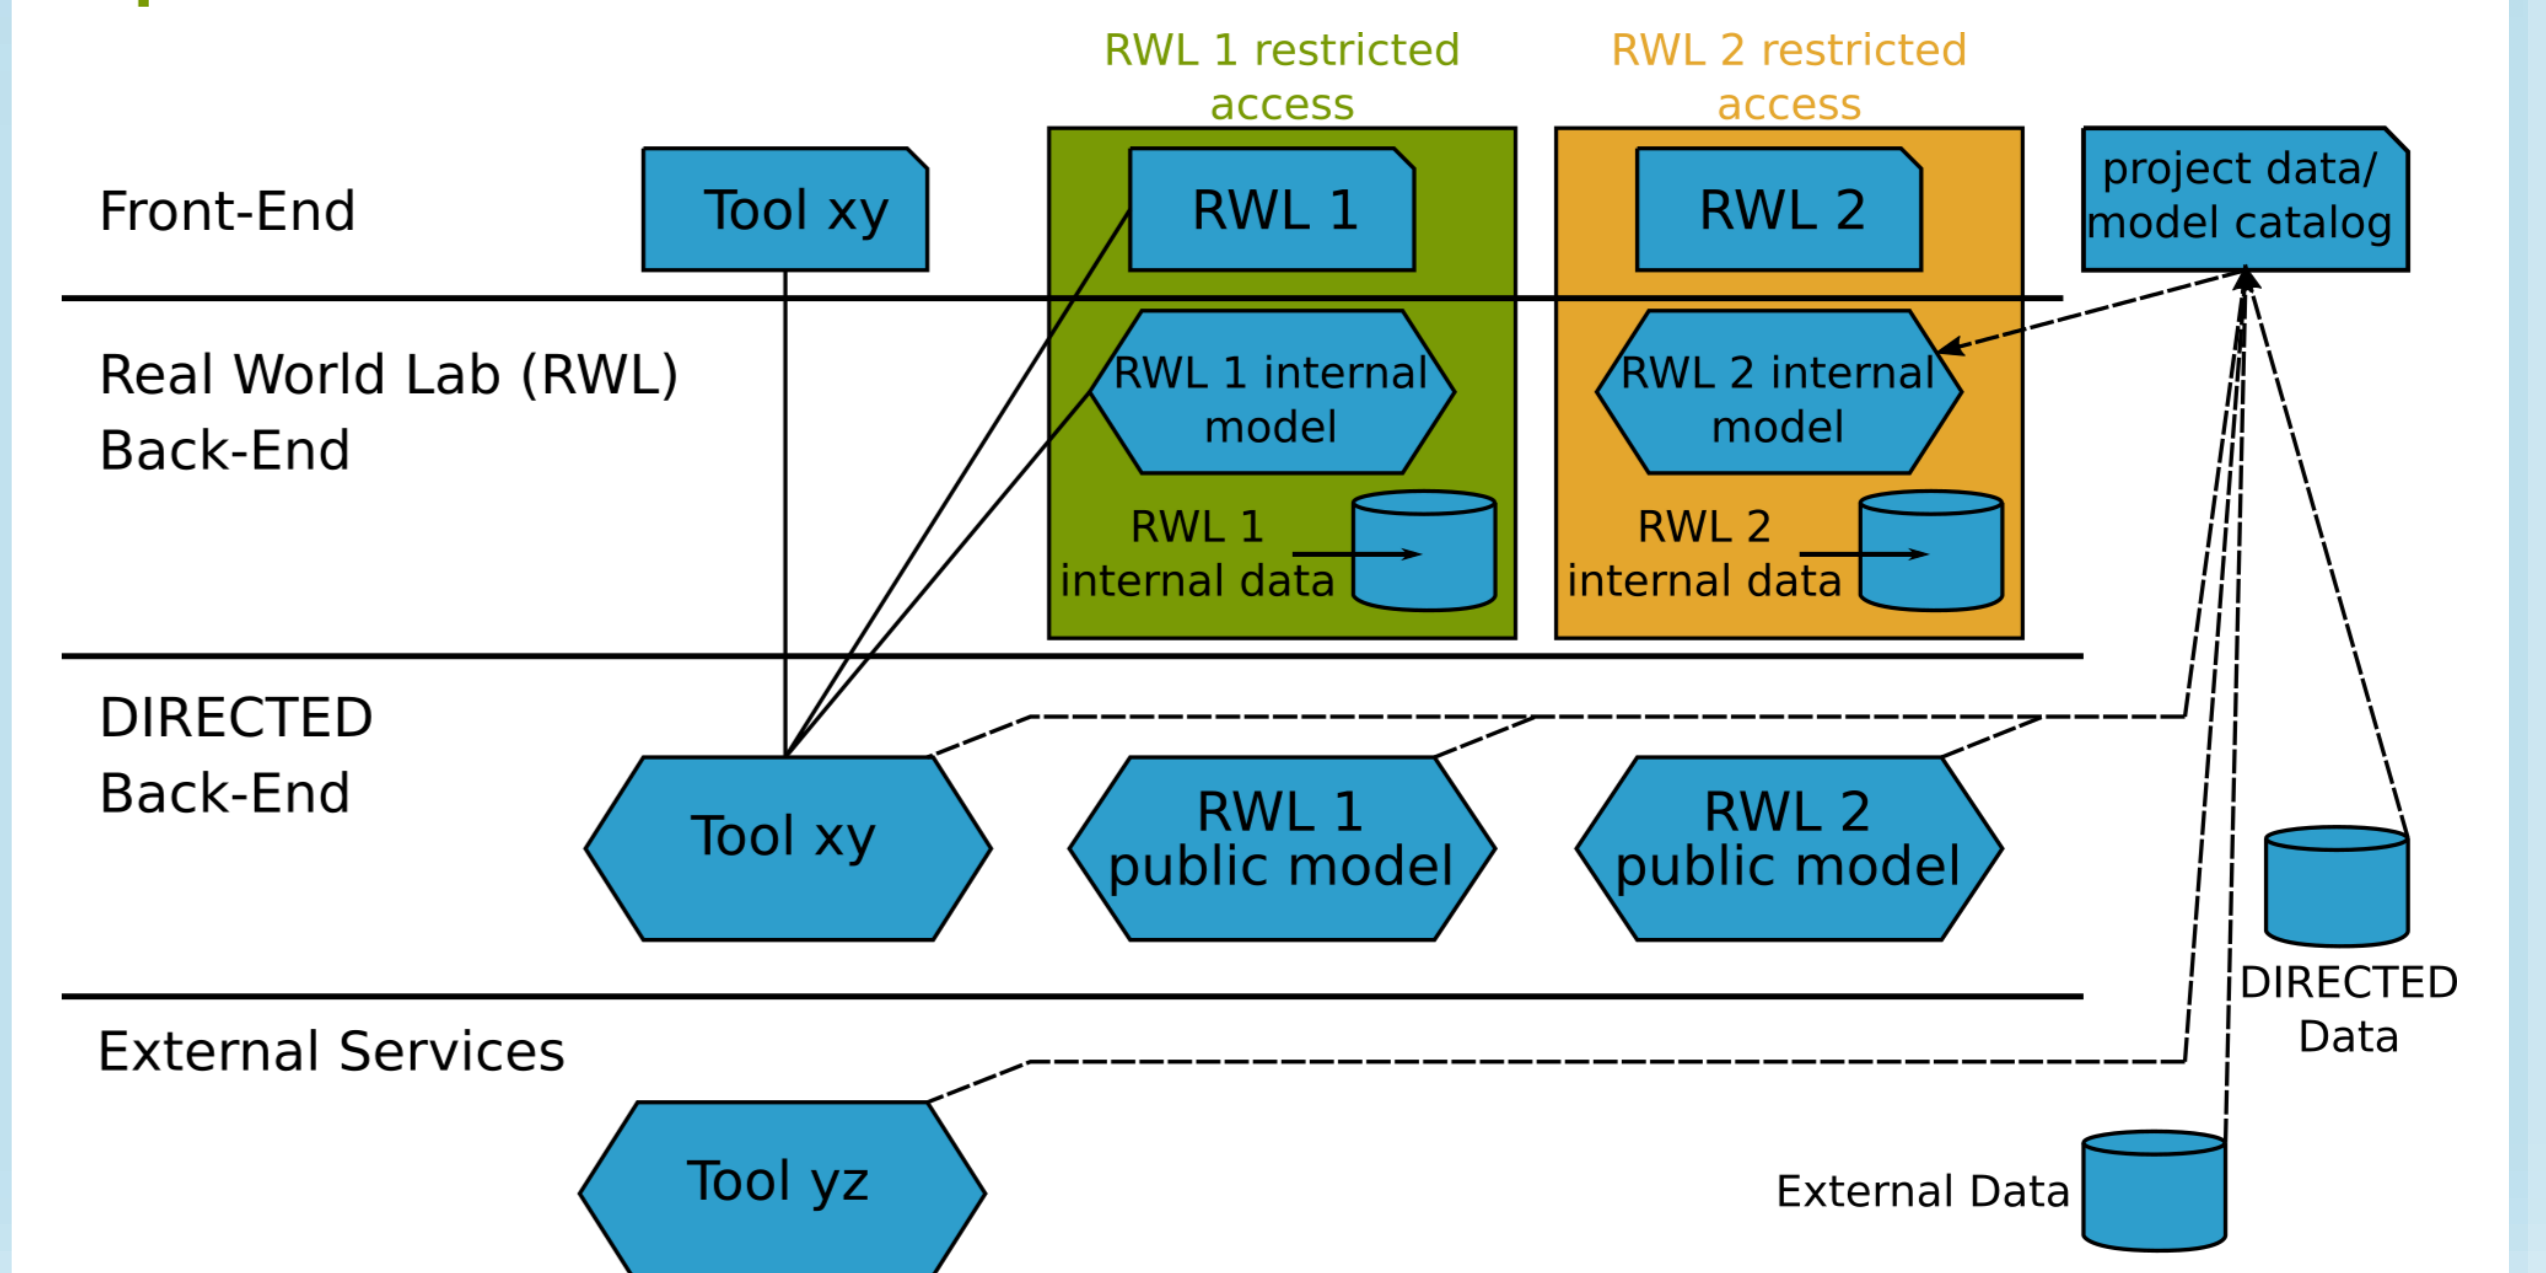 RWL 1 restricted
access
RWL 2 restricted
access
Front-End
Tool xy
RWL 1
RWL 2
project data/
model catalog
Real World Lab (RWL)
Back-End
RWL 1 internal
model
RWL 2 internal
model
RWL 1
internal data
RWL 2
internal data
DIRECTED
Back-End
Tool xy
RWL 1
public model
RWL 2
public model
DIRECTED
Data
External Services
Tool yz
External Data